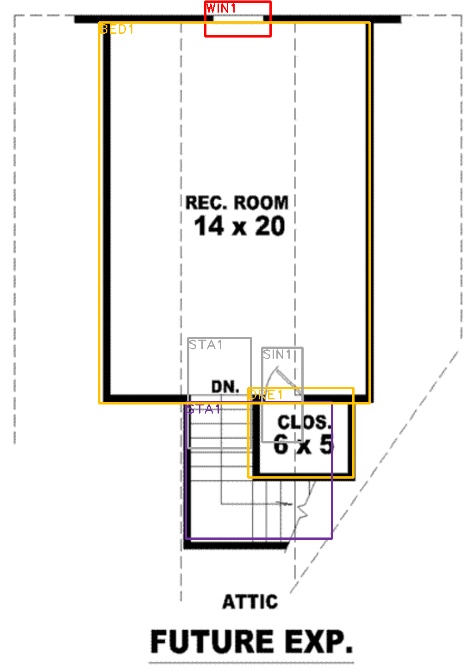 WIN1
BED1
REC. ROOM
14 x 20
STA1
SIN1
DN.
DRE1
STA1
CLOS.
6 x 5
ATTIC
FUTURE EXP.